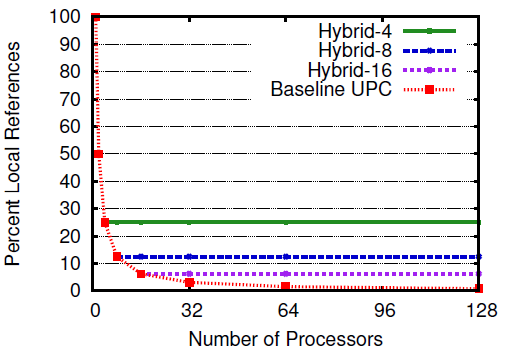 Percent Local References
100
90
80
70
60
50
40
30
20
10
0
Hybrid-4
Hybrid-8
Hybrid-16
Baseline UPC
0 32 64 96 128
Number of Processors